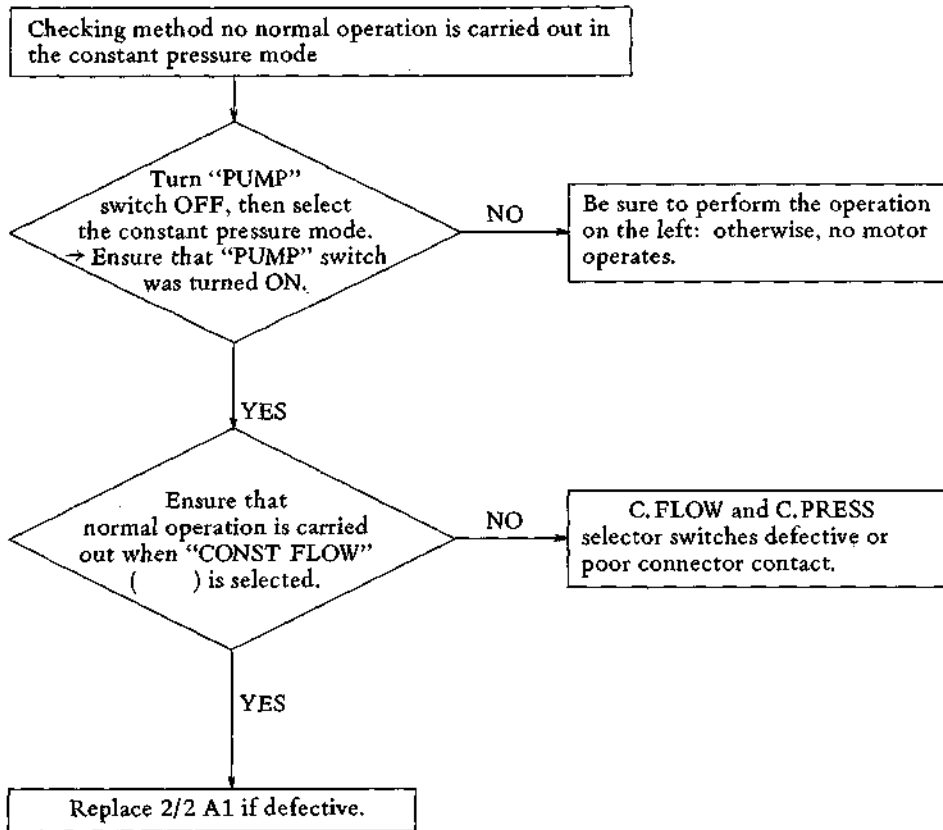 Checking method no normal operation is carried out in
the constant pressure mode
Turn “PUMP”
switch OFF, then select
the constant pressure mode.
→ Ensure that “PUMP” switch
was turned ON.
NO
Be sure to perform the operation
on the left: otherwise, no motor
operates.
YES
Ensure that
normal operation is carried
out when “CONST FLOW”
( ) is selected.
NO
C.FLOW and C.PRESS
selector switches defective or
poor connector contact.
YES
Replace 2/2 A1 if defective.